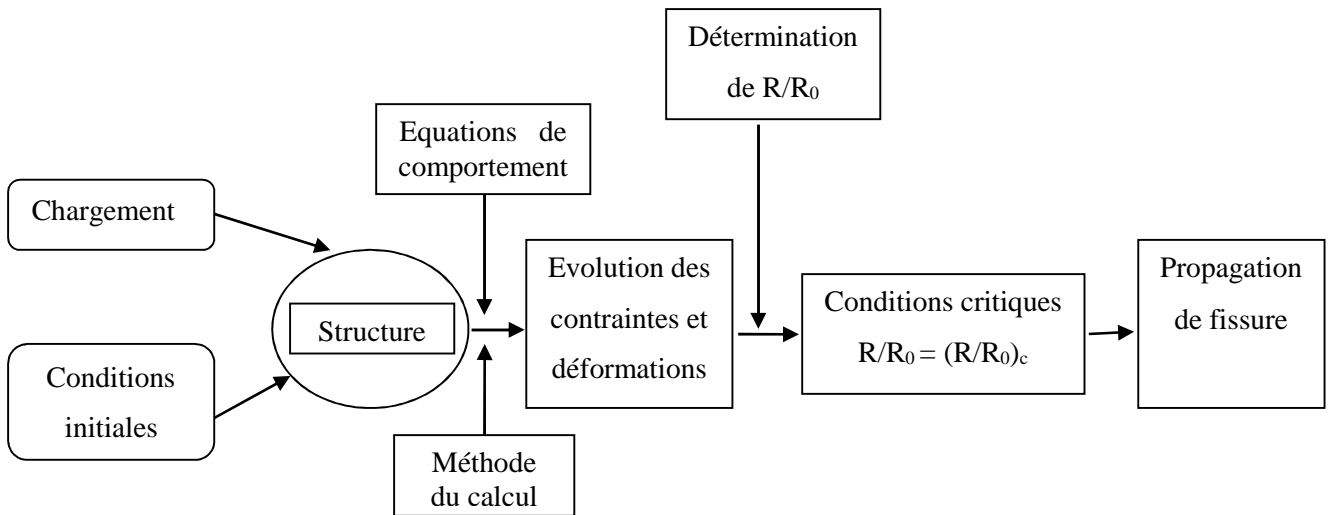 Détermination
de R/R₀
Equations de
comportement
Chargement
Structure
Conditions
initiales
Méthode
du calcul
Evolution des
contraintes et
déformations
Conditions critiques
R/R₀ = (R/R₀)c
Propagation
de fissure